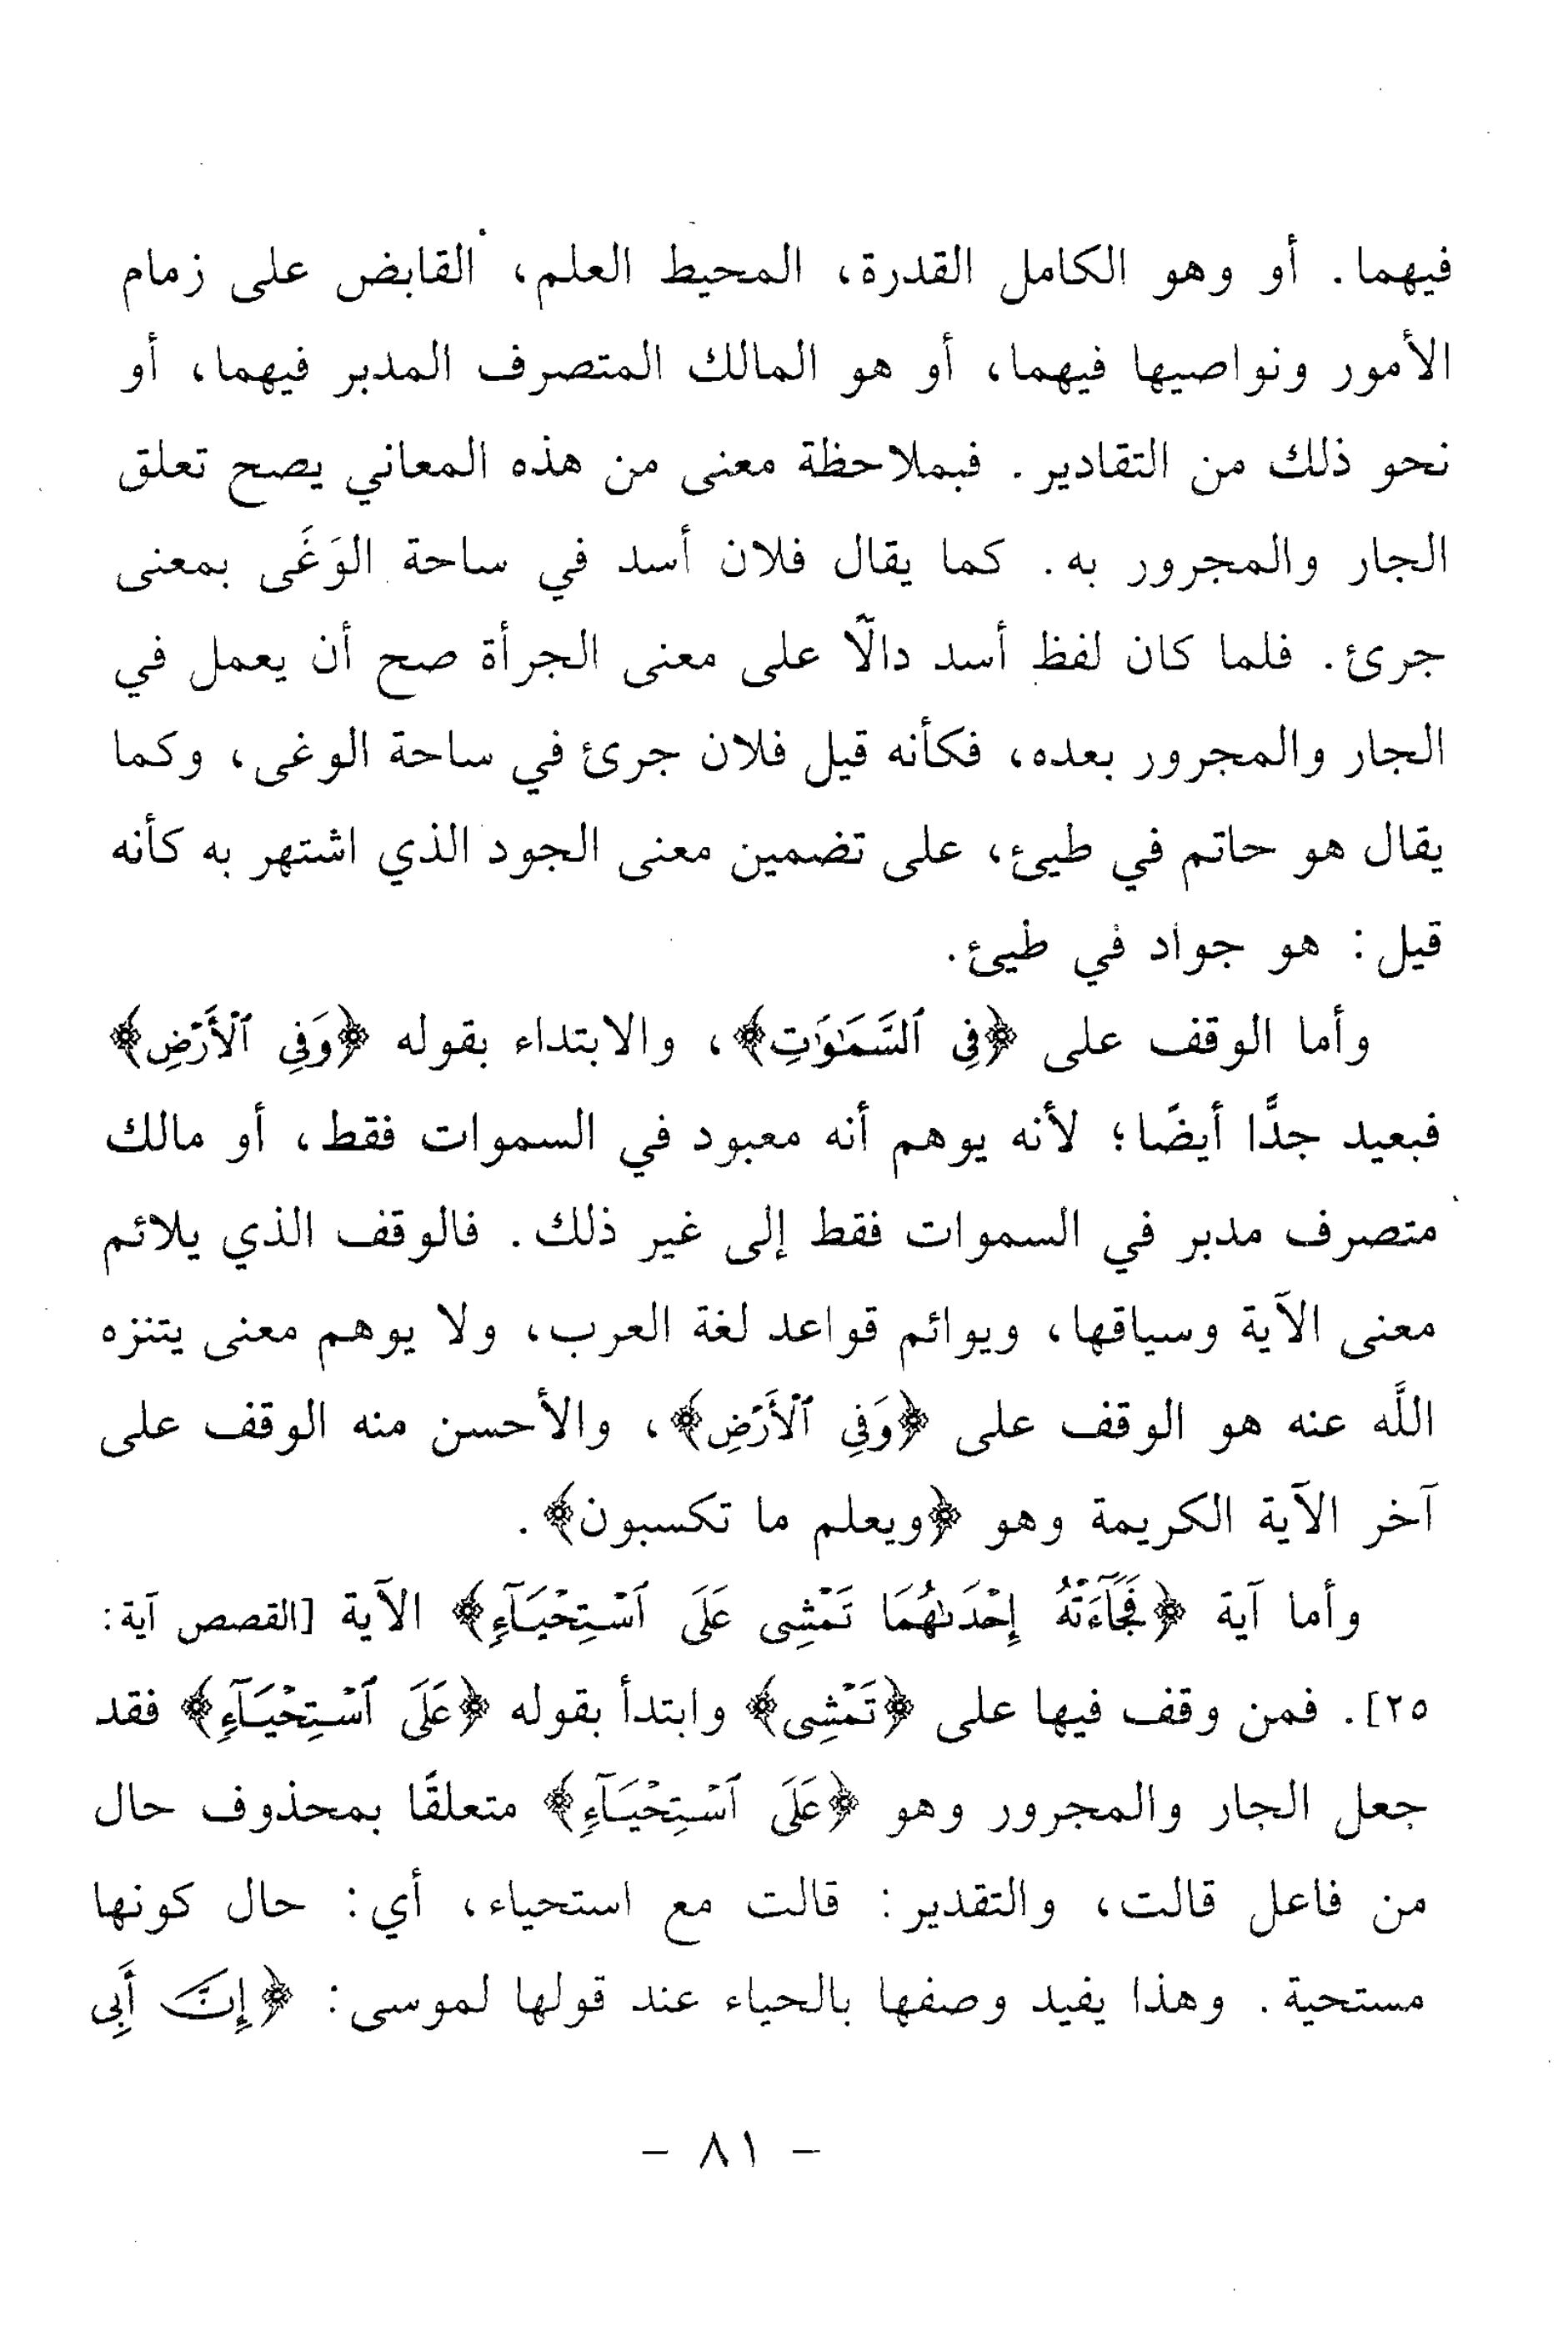 فيهما. أو وهو الكامل القدرة، المحيط العلم، القابض على زمام
الأمور ونواصيها فيهما، أو هو المالك المتصرف المدبر فيهما، أو
نحو ذلك من التقادير. فبملاحظة معنى من هذه المعاني يصح تعلق
الجار والمجرور به. كما يقال فلان أسد في ساحة الوَغَى بمعنى
جرئ. فلما كان لفظ أسد دالًّا على معنى الجرأة صح أن يعمل في
الجار والمجرور بعده، فكأنه قيل فلان جرئ في ساحة الوغى، وكما
يقال هو حاتم في طيئ، على تضمين معنى الجود الذي اشتهر به كأنه
قيل: هو جواد في طيئ.
وأما الوقف على ﴿فِى ٱلسَّمَٰوَٰتِ﴾، والابتداء بقوله ﴿وَفِى ٱلْأَرْضِ﴾
فبعيد جدًّا أيضًا؛ لأنه يوهم أنه معبود في السموات فقط، أو مالك
متصرف مدبر في السموات فقط إلى غير ذلك. فالوقف الذي يلائم
معنى الآية وسياقها، ويوائم قواعد لغة العرب، ولا يوهم معنى يتنزه
اللَّه عنه هو الوقف على ﴿وَفِى ٱلْأَرْضِ﴾، والأحسن منه الوقف على
آخر الآية الكريمة وهو ﴿ويعلم ما تكسبون﴾.
وأما آية ﴿فَجَآءَتْهُ إِحْدَىٰهُمَا تَمْشِى عَلَى ٱسْتِحْيَآءٍ﴾ الآية [القصص آية:
٢٥]. فمن وقف فيها على ﴿تَمْشِى﴾ وابتدأ بقوله ﴿عَلَى ٱسْتِحْيَآءٍ﴾ فقد
جعل الجار والمجرور وهو ﴿عَلَى ٱسْتِحْيَآءٍ﴾ متعلقًا بمحذوف حال
من فاعل قالت، والتقدير: قالت مع استحياء، أي: حال كونها
مستحية. وهذا يفيد وصفها بالحياء عند قولها لموسى: ﴿إِنَّ أَبِى
- ٨١ -